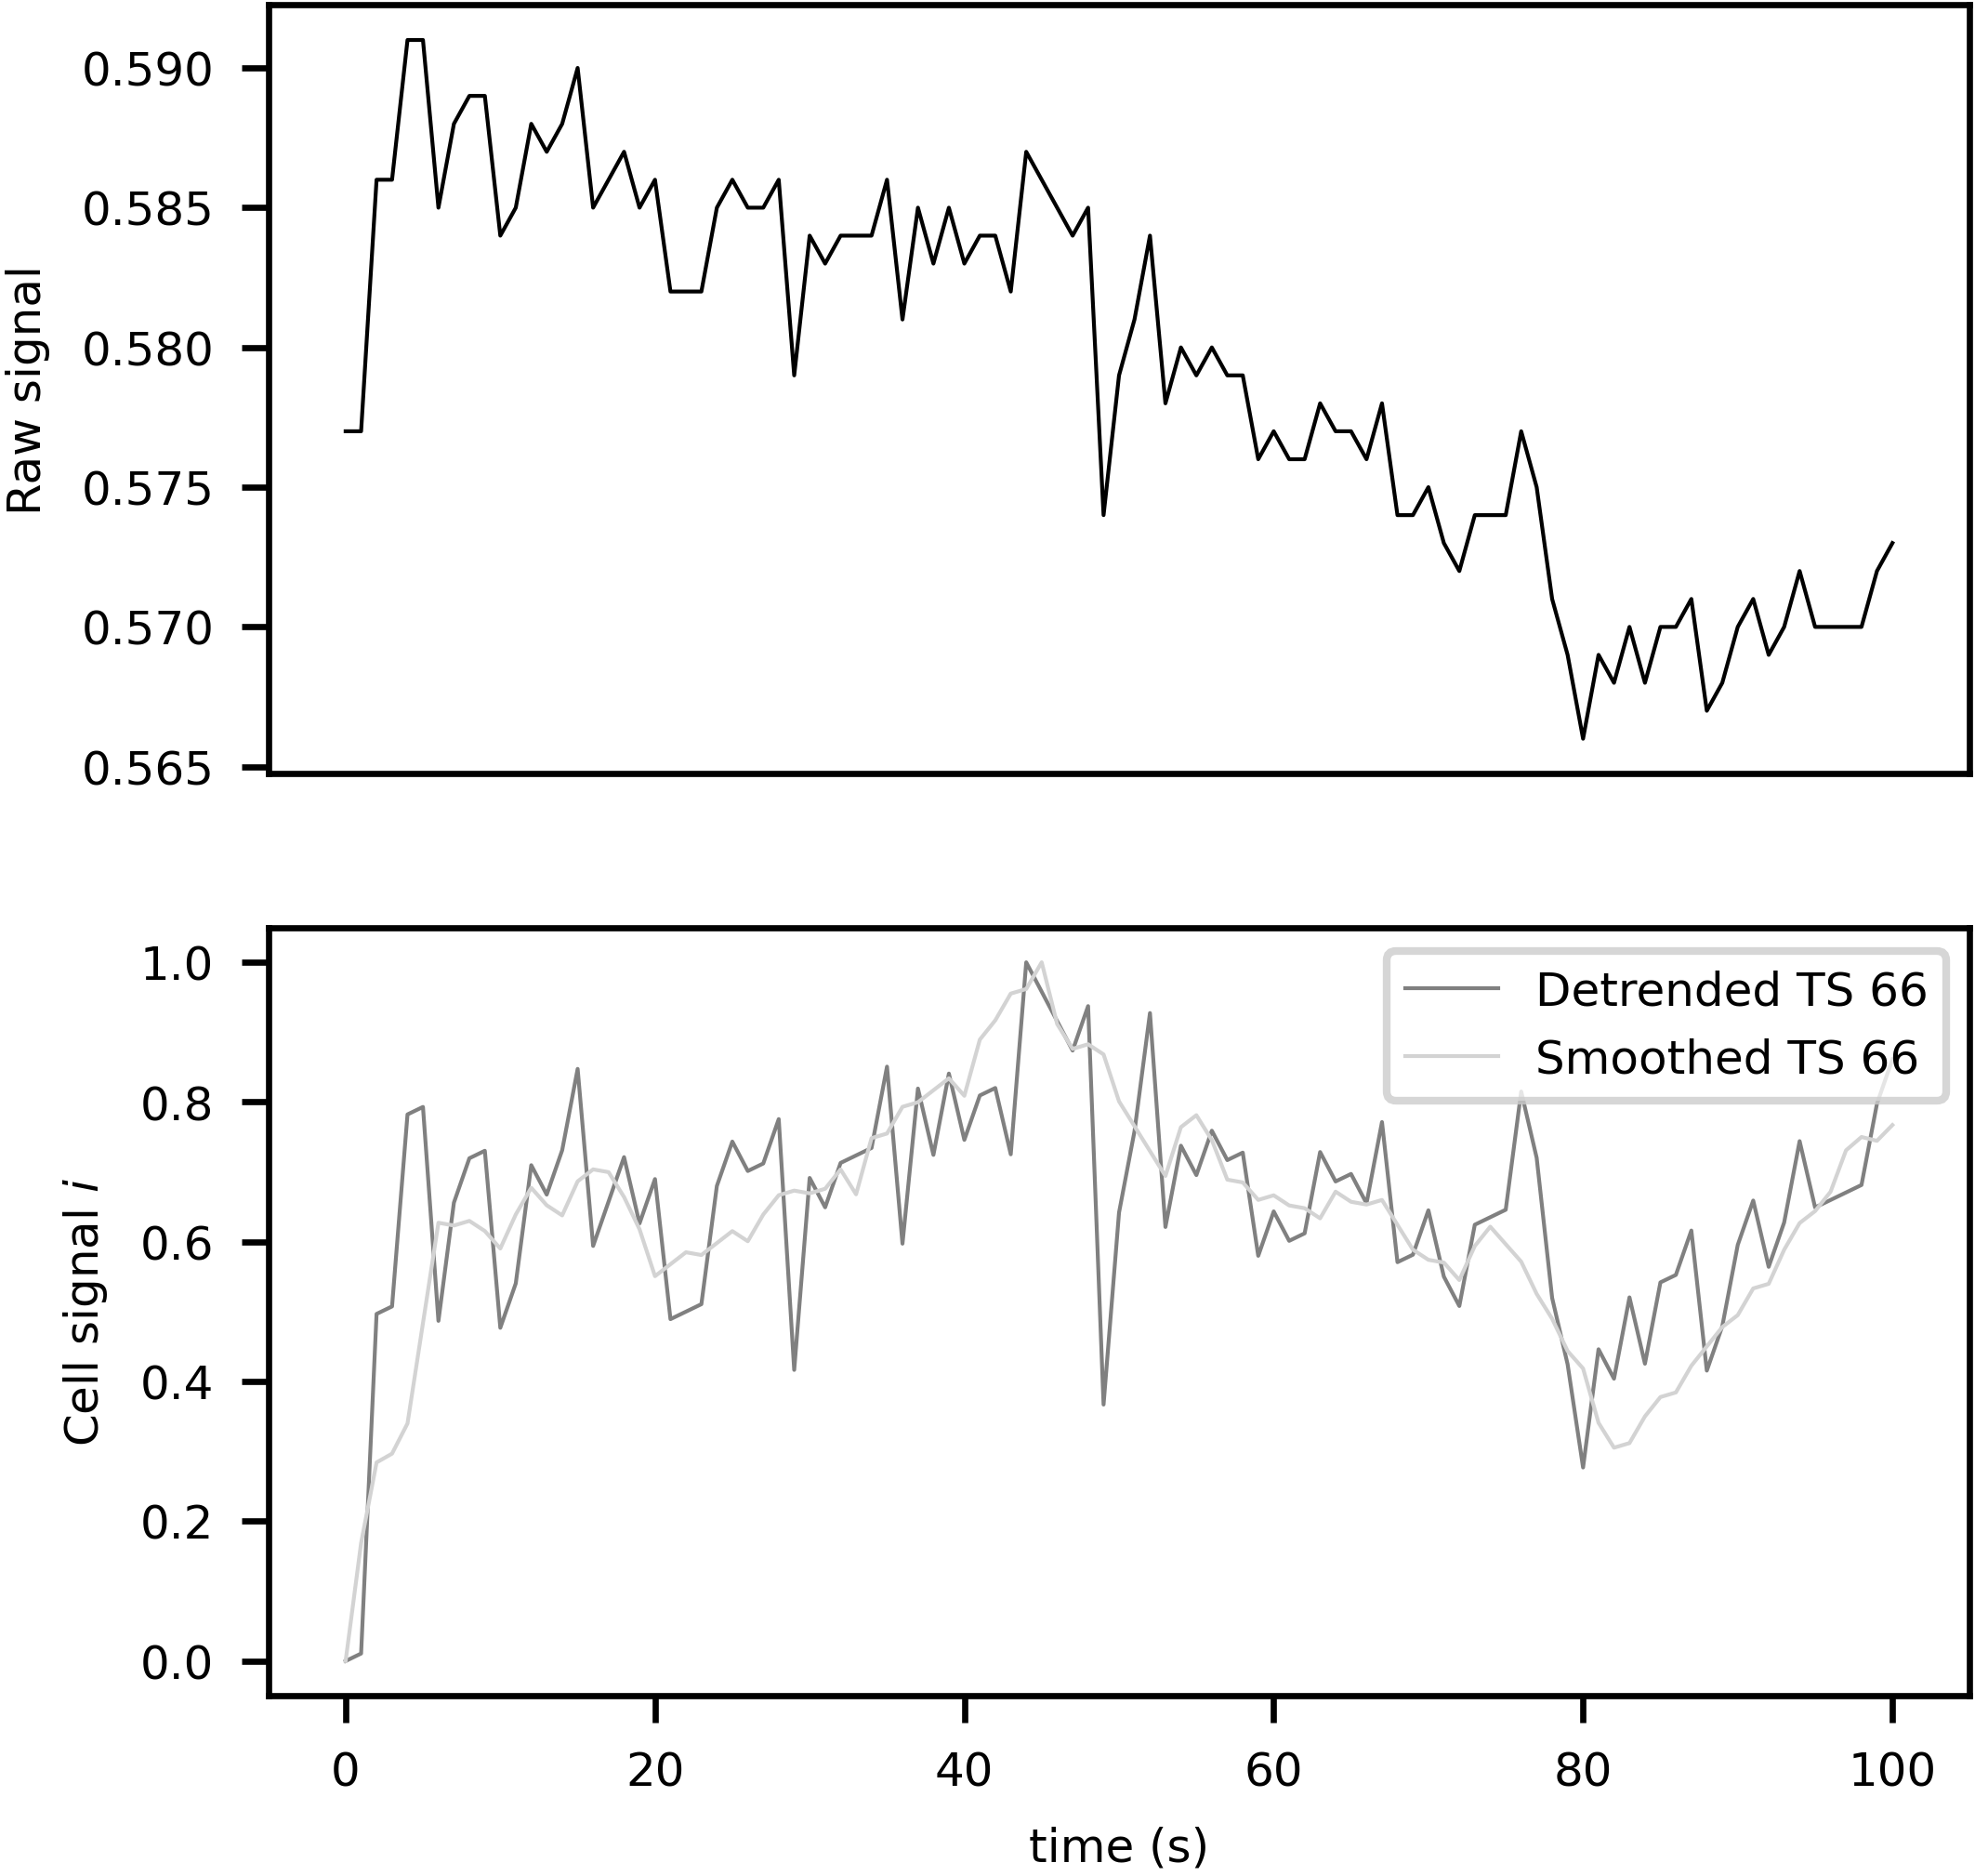 0.590
0.585
0.580
0.575
0.570
0.565
Raw signal
1.0
0.8
0.6
0.4
0.2
0.0
Cell signal i
Detrended TS 66
Smoothed TS 66
0 20 40 60 80 100
time (s)